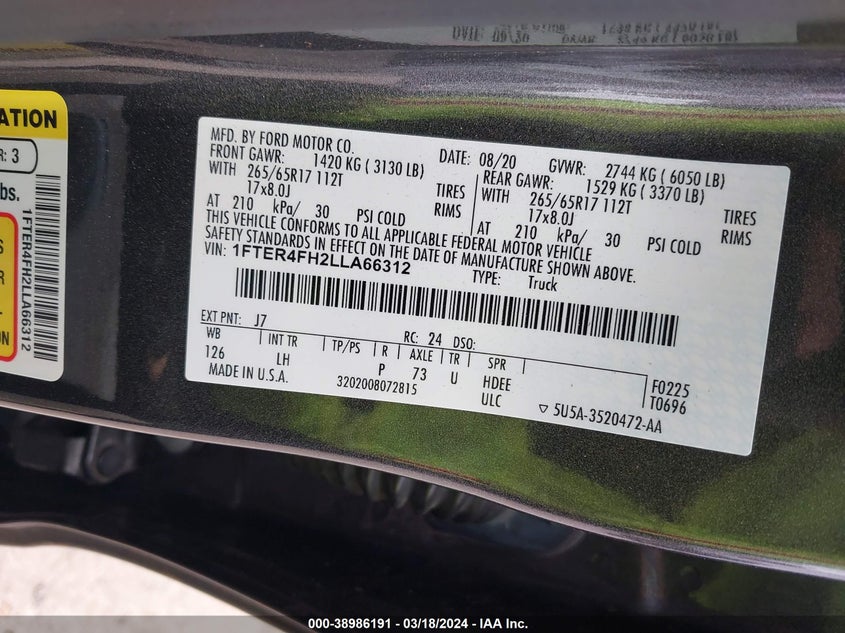 ATION
R: 3
lbs.
S
ER
ON
1FTER4FH2LLA66312
MFD. BY FORD MOTOR CO. DATE: 08/20 GVWR: 2744 KG ( 6050 LB)
FRONT GAWR: 1420 KG ( 3130 LB) REAR GAWR: 1529 KG ( 3370 LB)
WITH 265/65R17 112T TIRES WITH 265/65R17 112T TIRES
17x8.0J RIMS 17x8.0J RIMS
AT 210 kPa/ 30 PSI COLD AT 210 kPa/ 30 PSI COLD
THIS VEHICLE CONFORMS TO ALL APPLICABLE FEDERAL MOTOR VEHICLE
SAFETY STANDARDS IN EFFECT ON THE DATE OF MANUFACTURE SHOWN ABOVE.
VIN: 1FTER4FH2LLA66312 TYPE: Truck
EXT PNT: J7 RC: 24 DSO:
WB INT TR TP/PS R AXLE TR SPR
126 LH P 73 U HDEE F0225
ULC T0696
MADE IN U.S.A. 3202008072815 5U5A-3520472-AA
000-38986191 - 03/18/2024 - IAA Inc.